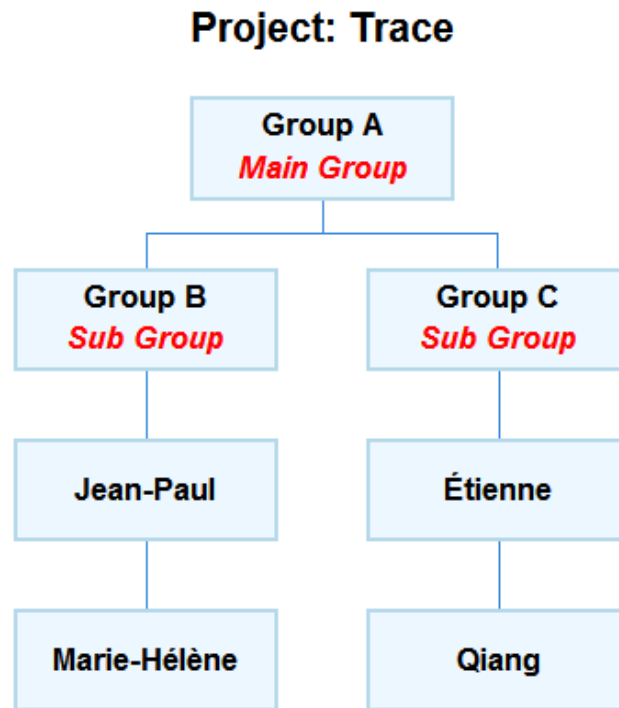 Project: Trace
Group A
Main Group
Group B
Sub Group
Group C
Sub Group
Jean-Paul
Étienne
Marie-Hélène
Qiang